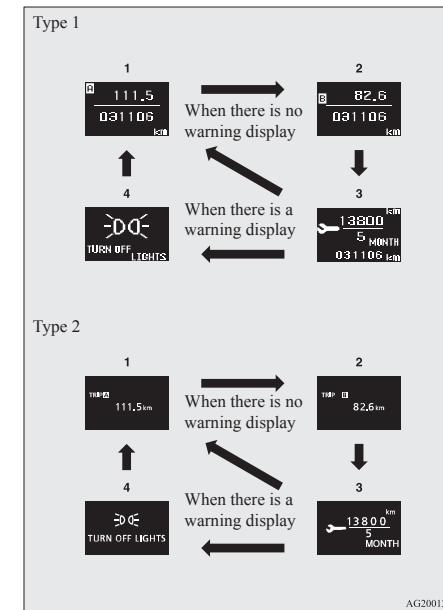 Type 1
1
2
A
111.5
031106
km
When there is no
warning display
B
82.6
031106
km
4
3
TURN OFF
LIGHTS
When there is a
warning display
km
13800
5 MONTH
031106 km
Type 2
1
2
TRIP A
111.5 km
When there is no
warning display
TRIP B
82.6 km
4
3
TURN OFF LIGHTS
When there is a
warning display
km
13800
5
MONTH